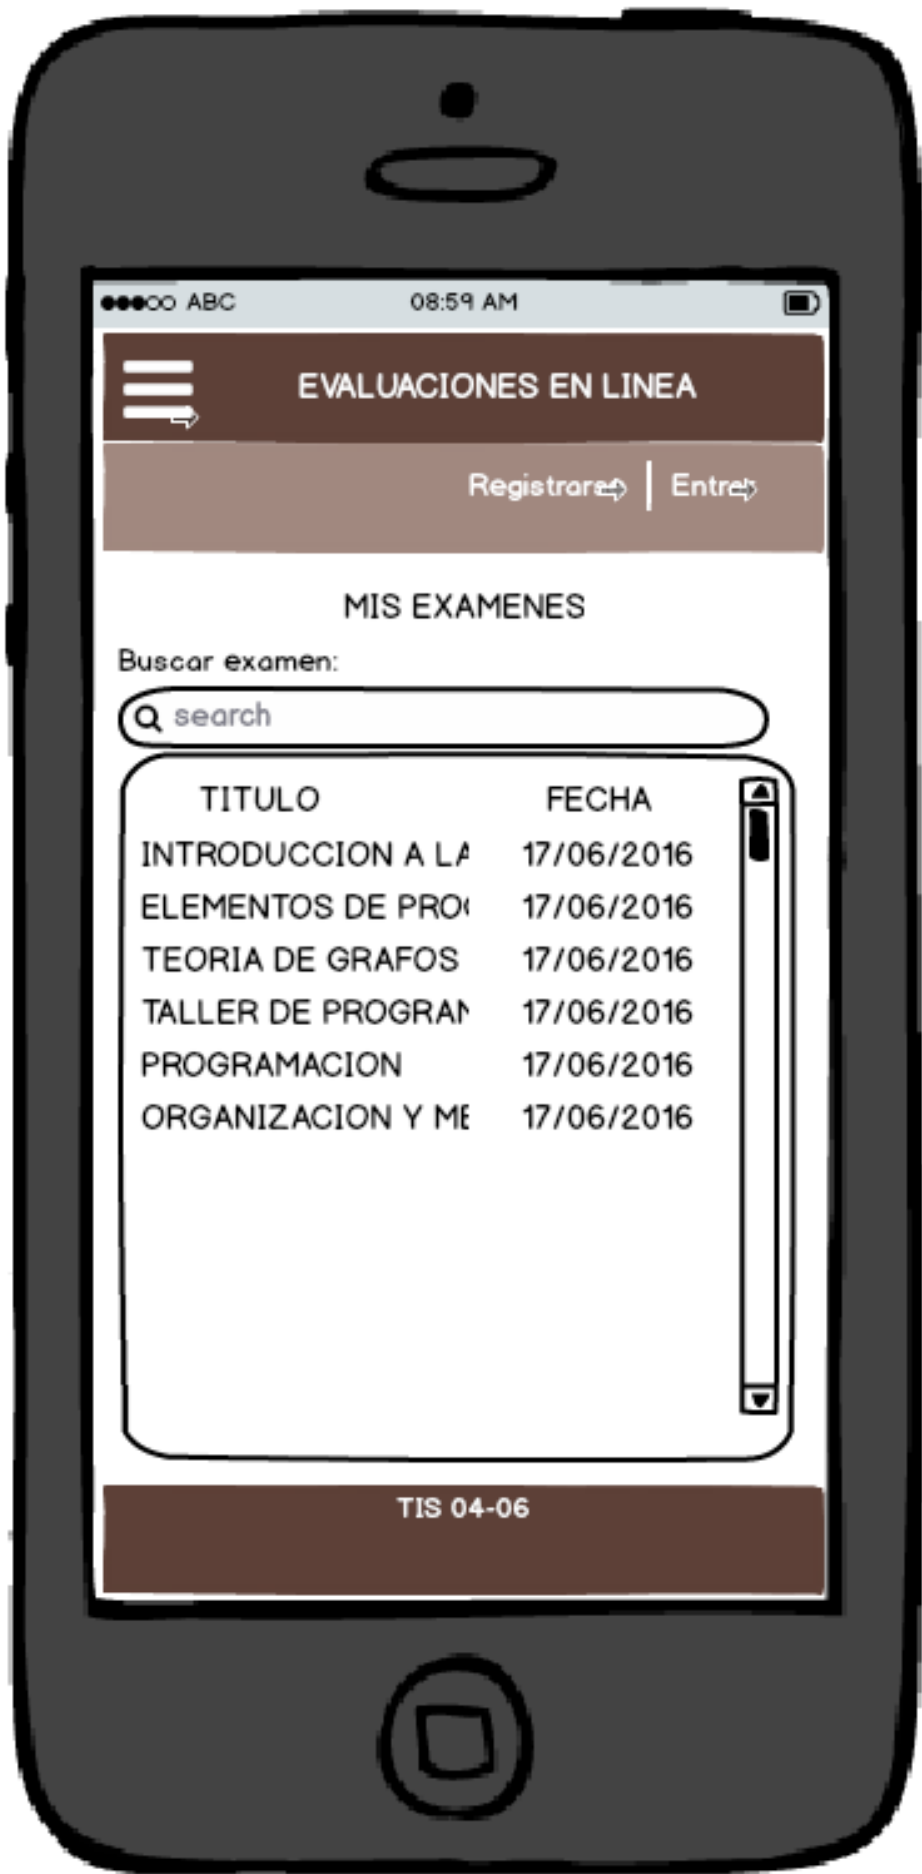 ABC 08:59 AM
EVALUACIONES EN LINEA
Registrarse Entrar
MIS EXAMENES
Buscar examen:
search
TITULO FECHA
INTRODUCCION A LA 17/06/2016
ELEMENTOS DE PROG 17/06/2016
TEORIA DE GRAFOS 17/06/2016
TALLER DE PROGRAM 17/06/2016
PROGRAMACION 17/06/2016
ORGANIZACION Y ME 17/06/2016
TIS 04-06